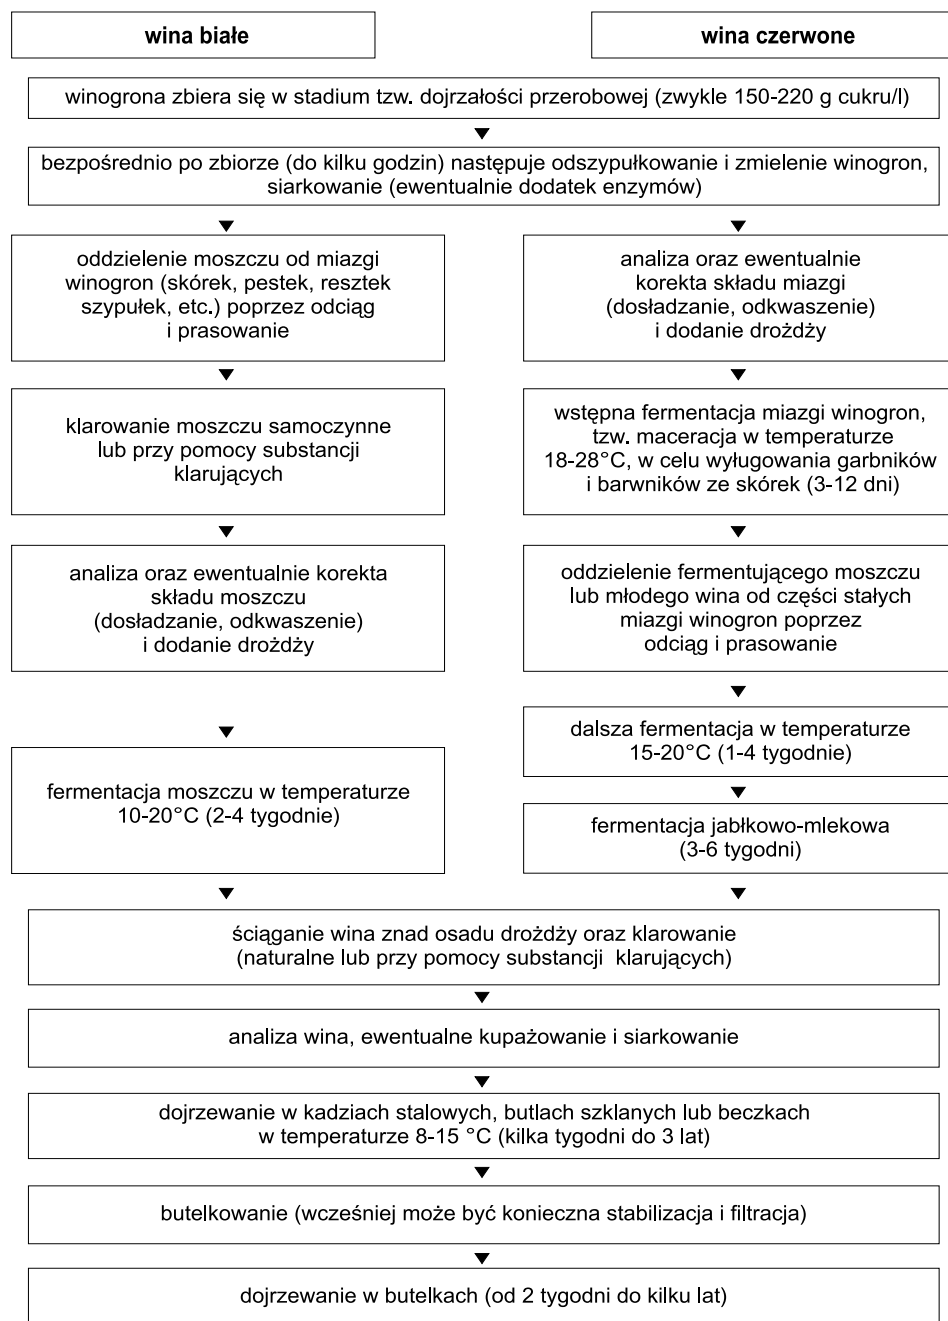 wina białe
wina czerwone
winogrona zbiera się w stadium tzw. dojrzałości przerobowej (zwykle 150-220 g cukru/l)
bezpośrednio po zbiorze (do kilku godzin) następuje odszypułkowanie i zmielenie winogron,
siarkowanie (ewentualnie dodatek enzymów)
oddzielenie moszczu od miazgi
winogron (skórek, pestek, resztek
szypułek, etc.) poprzez odciąg
i prasowanie
analiza oraz ewentualnie
korekta składu miazgi
(dosładzanie, odkwaszenie)
i dodanie drożdży
klarowanie moszczu samoczynne
lub przy pomocy substancji
klarujących
wstępna fermentacja miazgi winogron,
tzw. maceracja w temperaturze
18-28°C, w celu wyługowania garbników
i barwników ze skórek (3-12 dni)
analiza oraz ewentualnie korekta
składu moszczu
(dosładzanie, odkwaszenie)
i dodanie drożdży
oddzielenie fermentującego moszczu
lub młodego wina od części stałych
miazgi winogron poprzez
odciąg i prasowanie
fermentacja moszczu w temperaturze
10-20°C (2-4 tygodnie)
dalsza fermentacja w temperaturze
15-20°C (1-4 tygodnie)
fermentacja jabłkowo-mlekowa
(3-6 tygodni)
ściąganie wina znad osadu drożdży oraz klarowanie
(naturalne lub przy pomocy substancji klarujących)
analiza wina, ewentualne kupażowanie i siarkowanie
dojrzewanie w kadziach stalowych, butlach szklanych lub beczkach
w temperaturze 8-15 °C (kilka tygodni do 3 lat)
butelkowanie (wcześniej może być konieczna stabilizacja i filtracja)
dojrzewanie w butelkach (od 2 tygodni do kilku lat)